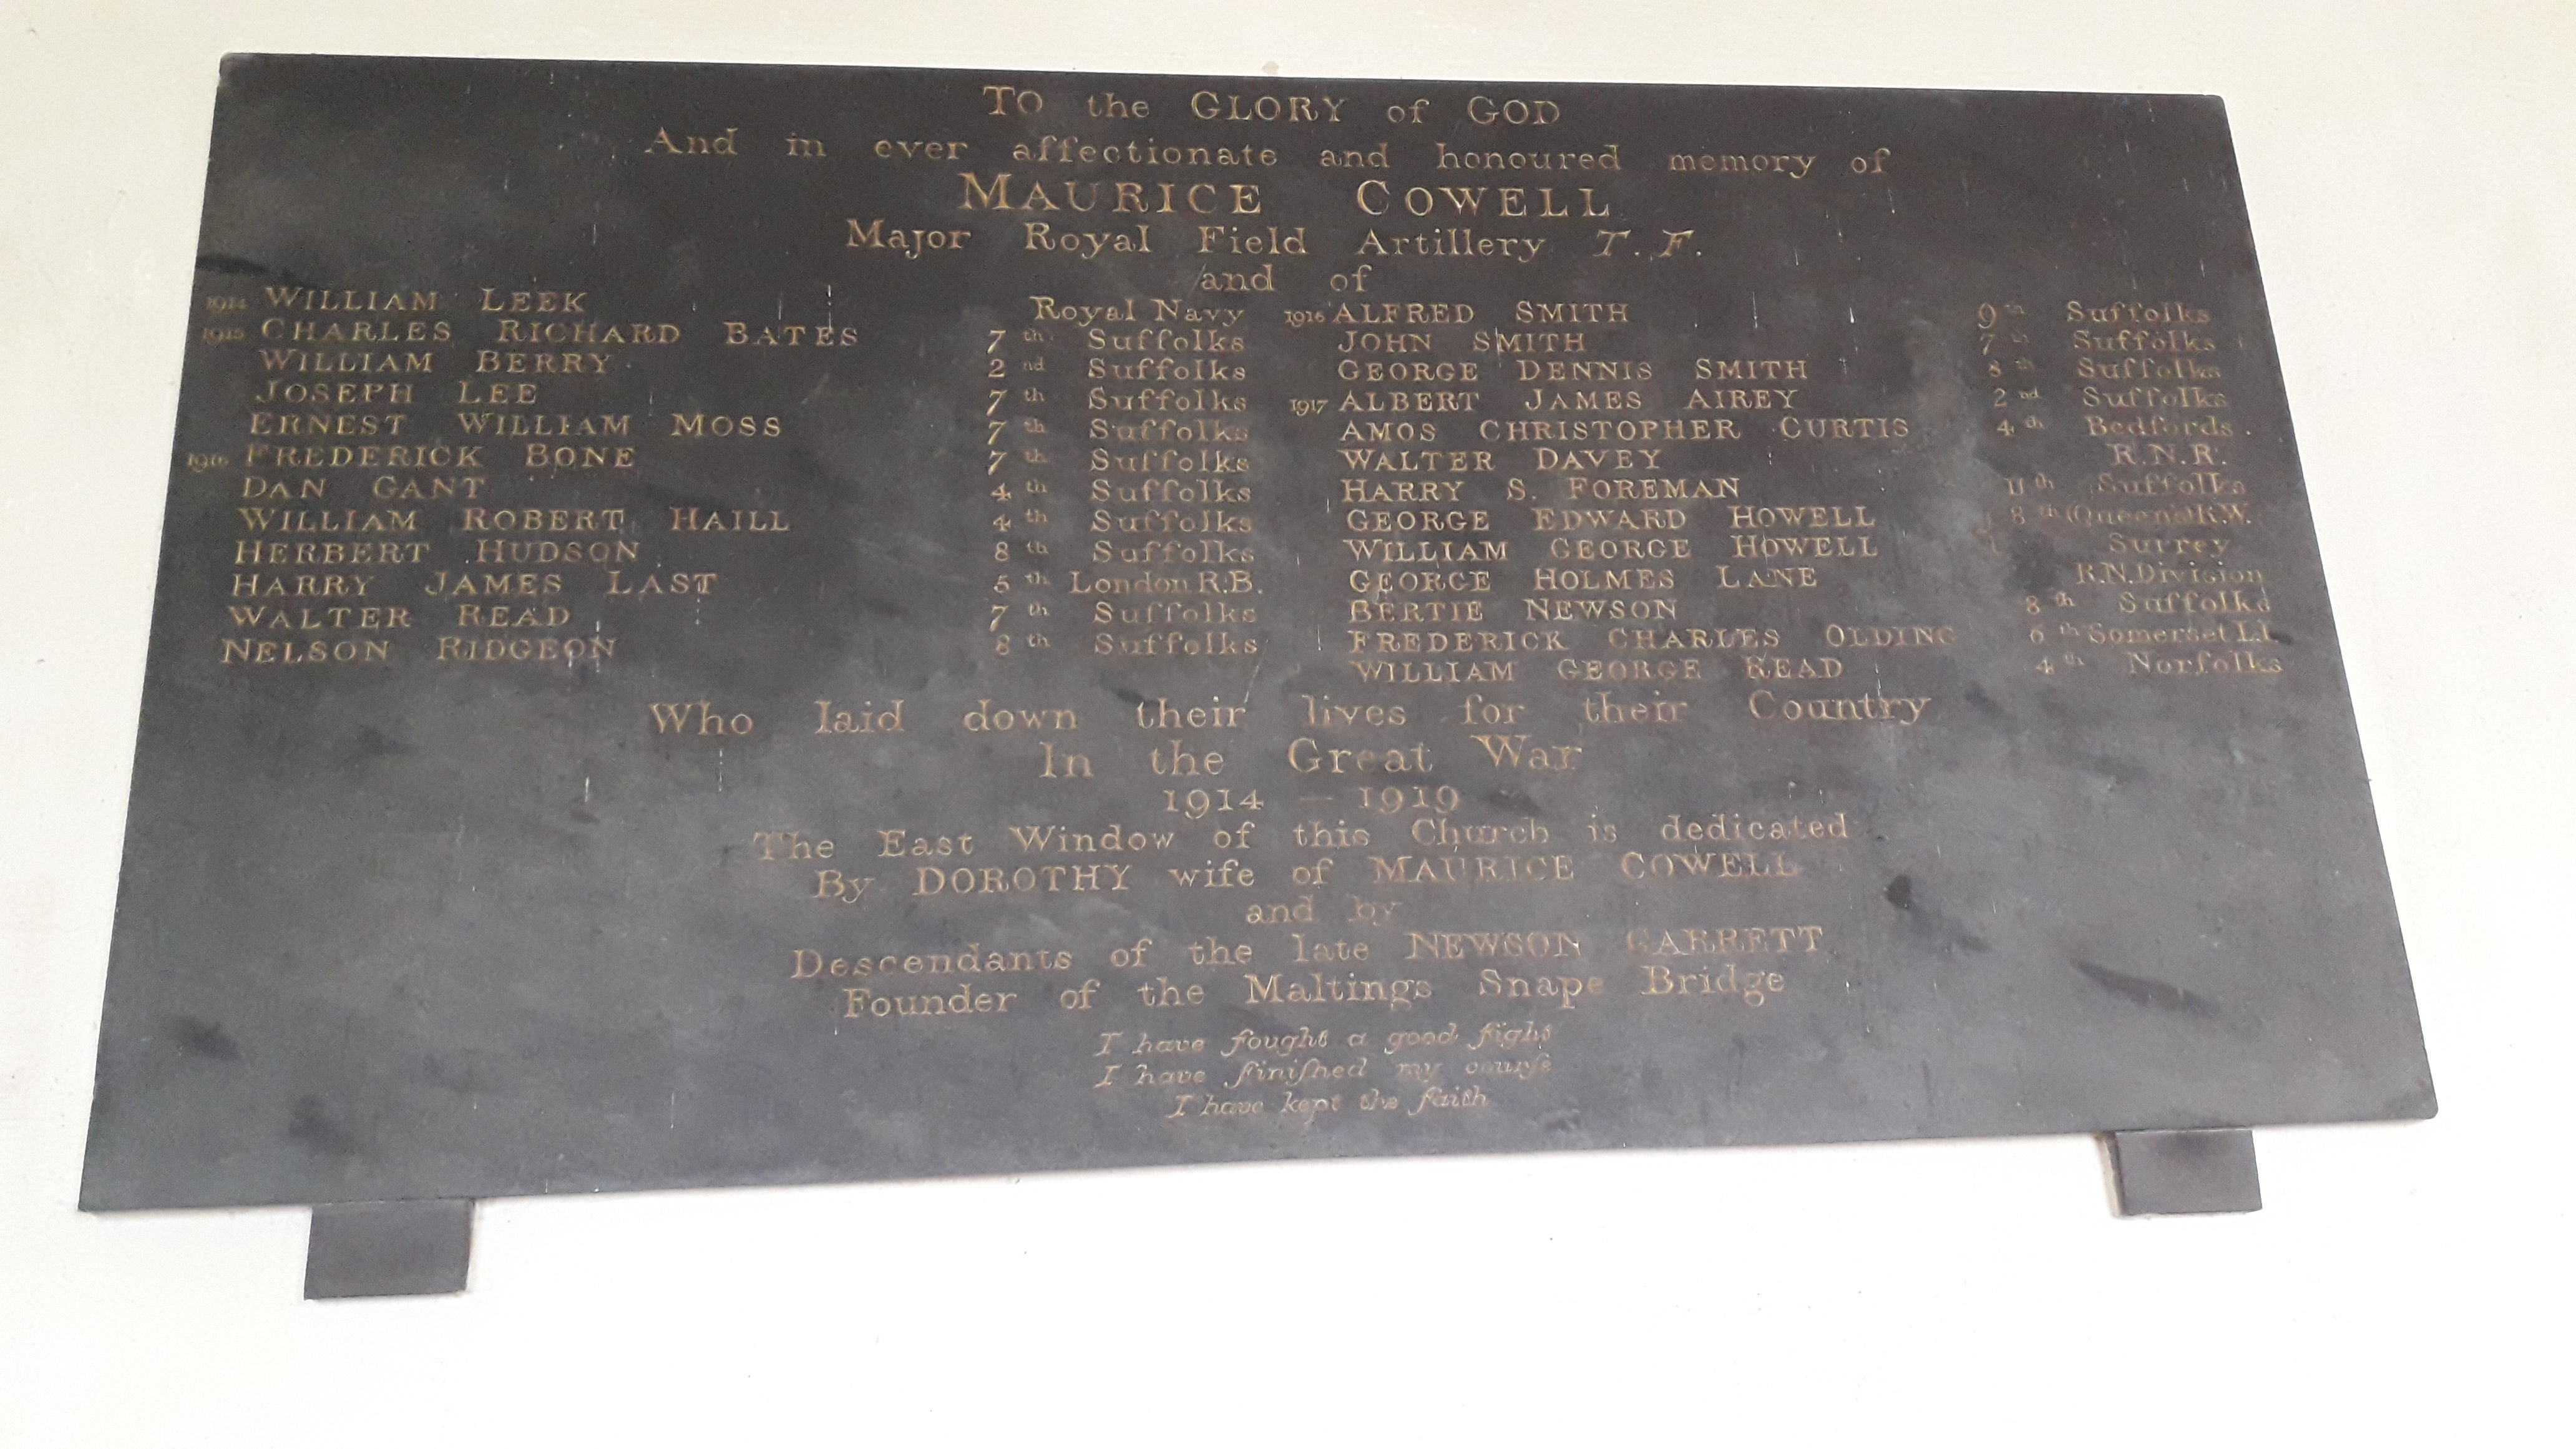 TO the GLORY of GOD
And in ever affectionate and honoured memory of
MAURICE COWELL
Major Royal Field Artillery T.F.
and of
1914 WILLIAM LEEK Royal Navy
1915 CHARLES RICHARD BATES 7th Suffolks
WILLIAM BERRY 2nd Suffolks
JOSEPH LEE 7th Suffolks
ERNEST WILLIAM MOSS 7th Suffolks
1916 FREDERICK BONE 7th Suffolks
DAN GANT 4th Suffolks
WILLIAM ROBERT HAILL 4th Suffolks
HERBERT HUDSON 8th Suffolks
HARRY JAMES LAST 5th London R.B.
WALTER READ 7th Suffolks
NELSON RIDGEON 8th Suffolks
1916 ALFRED SMITH 9th Suffolks
JOHN SMITH 7th Suffolks
GEORGE DENNIS SMITH 8th Suffolks
1917 ALBERT JAMES AIREY 2nd Suffolks
AMOS CHRISTOPHER CURTIS 4th Bedfords.
WALTER DAVEY R.N.R.
HARRY S. FOREMAN 11th Suffolks
GEORGE EDWARD HOWELL 8th (Queen's R.W.
WILLIAM GEORGE HOWELL Surrey
GEORGE HOLMES LANE R.N.Division
BERTIE NEWSON 8th Suffolks
FREDERICK CHARLES OLDING 6th Somerset L.I.
WILLIAM GEORGE READ 4th Norfolks
Who laid down their lives for their Country
In the Great War
1914 — 1919
The East Window of this Church is dedicated
By DOROTHY wife of MAURICE COWELL
and by
Descendants of the late NEWSON GARRETT
Founder of the Maltings Snape Bridge
I have fought a good fight
I have finiſhed my courſe
I have kept the faith